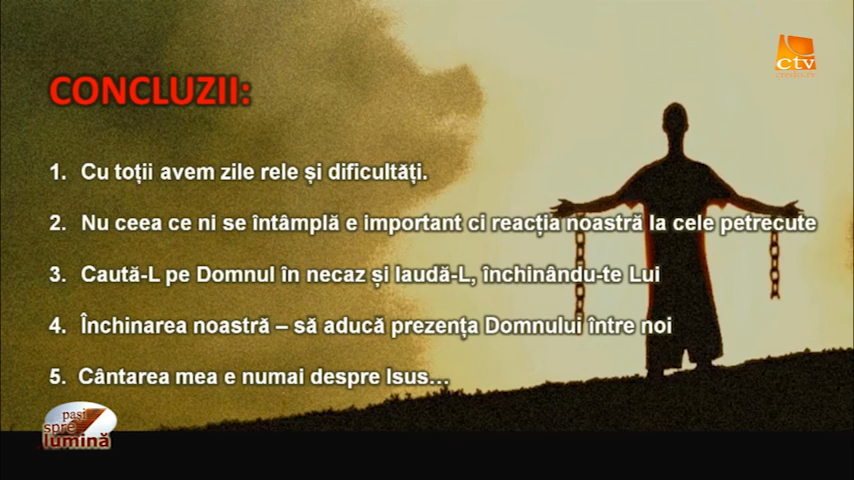 ctv
CONCLUZII:
1. Cu toții avem zile rele și dificultăți.
2. Nu ceea ce ni se întâmplă e important ci reacția noastră la cele petrecute
3. Caută-L pe Domnul în necaz și laudă-L, închinându-te Lui
4. Închinarea noastră – să aducă prezența Domnului între noi
5. Cântarea mea e numai despre Isus...
pași
spre
lumină